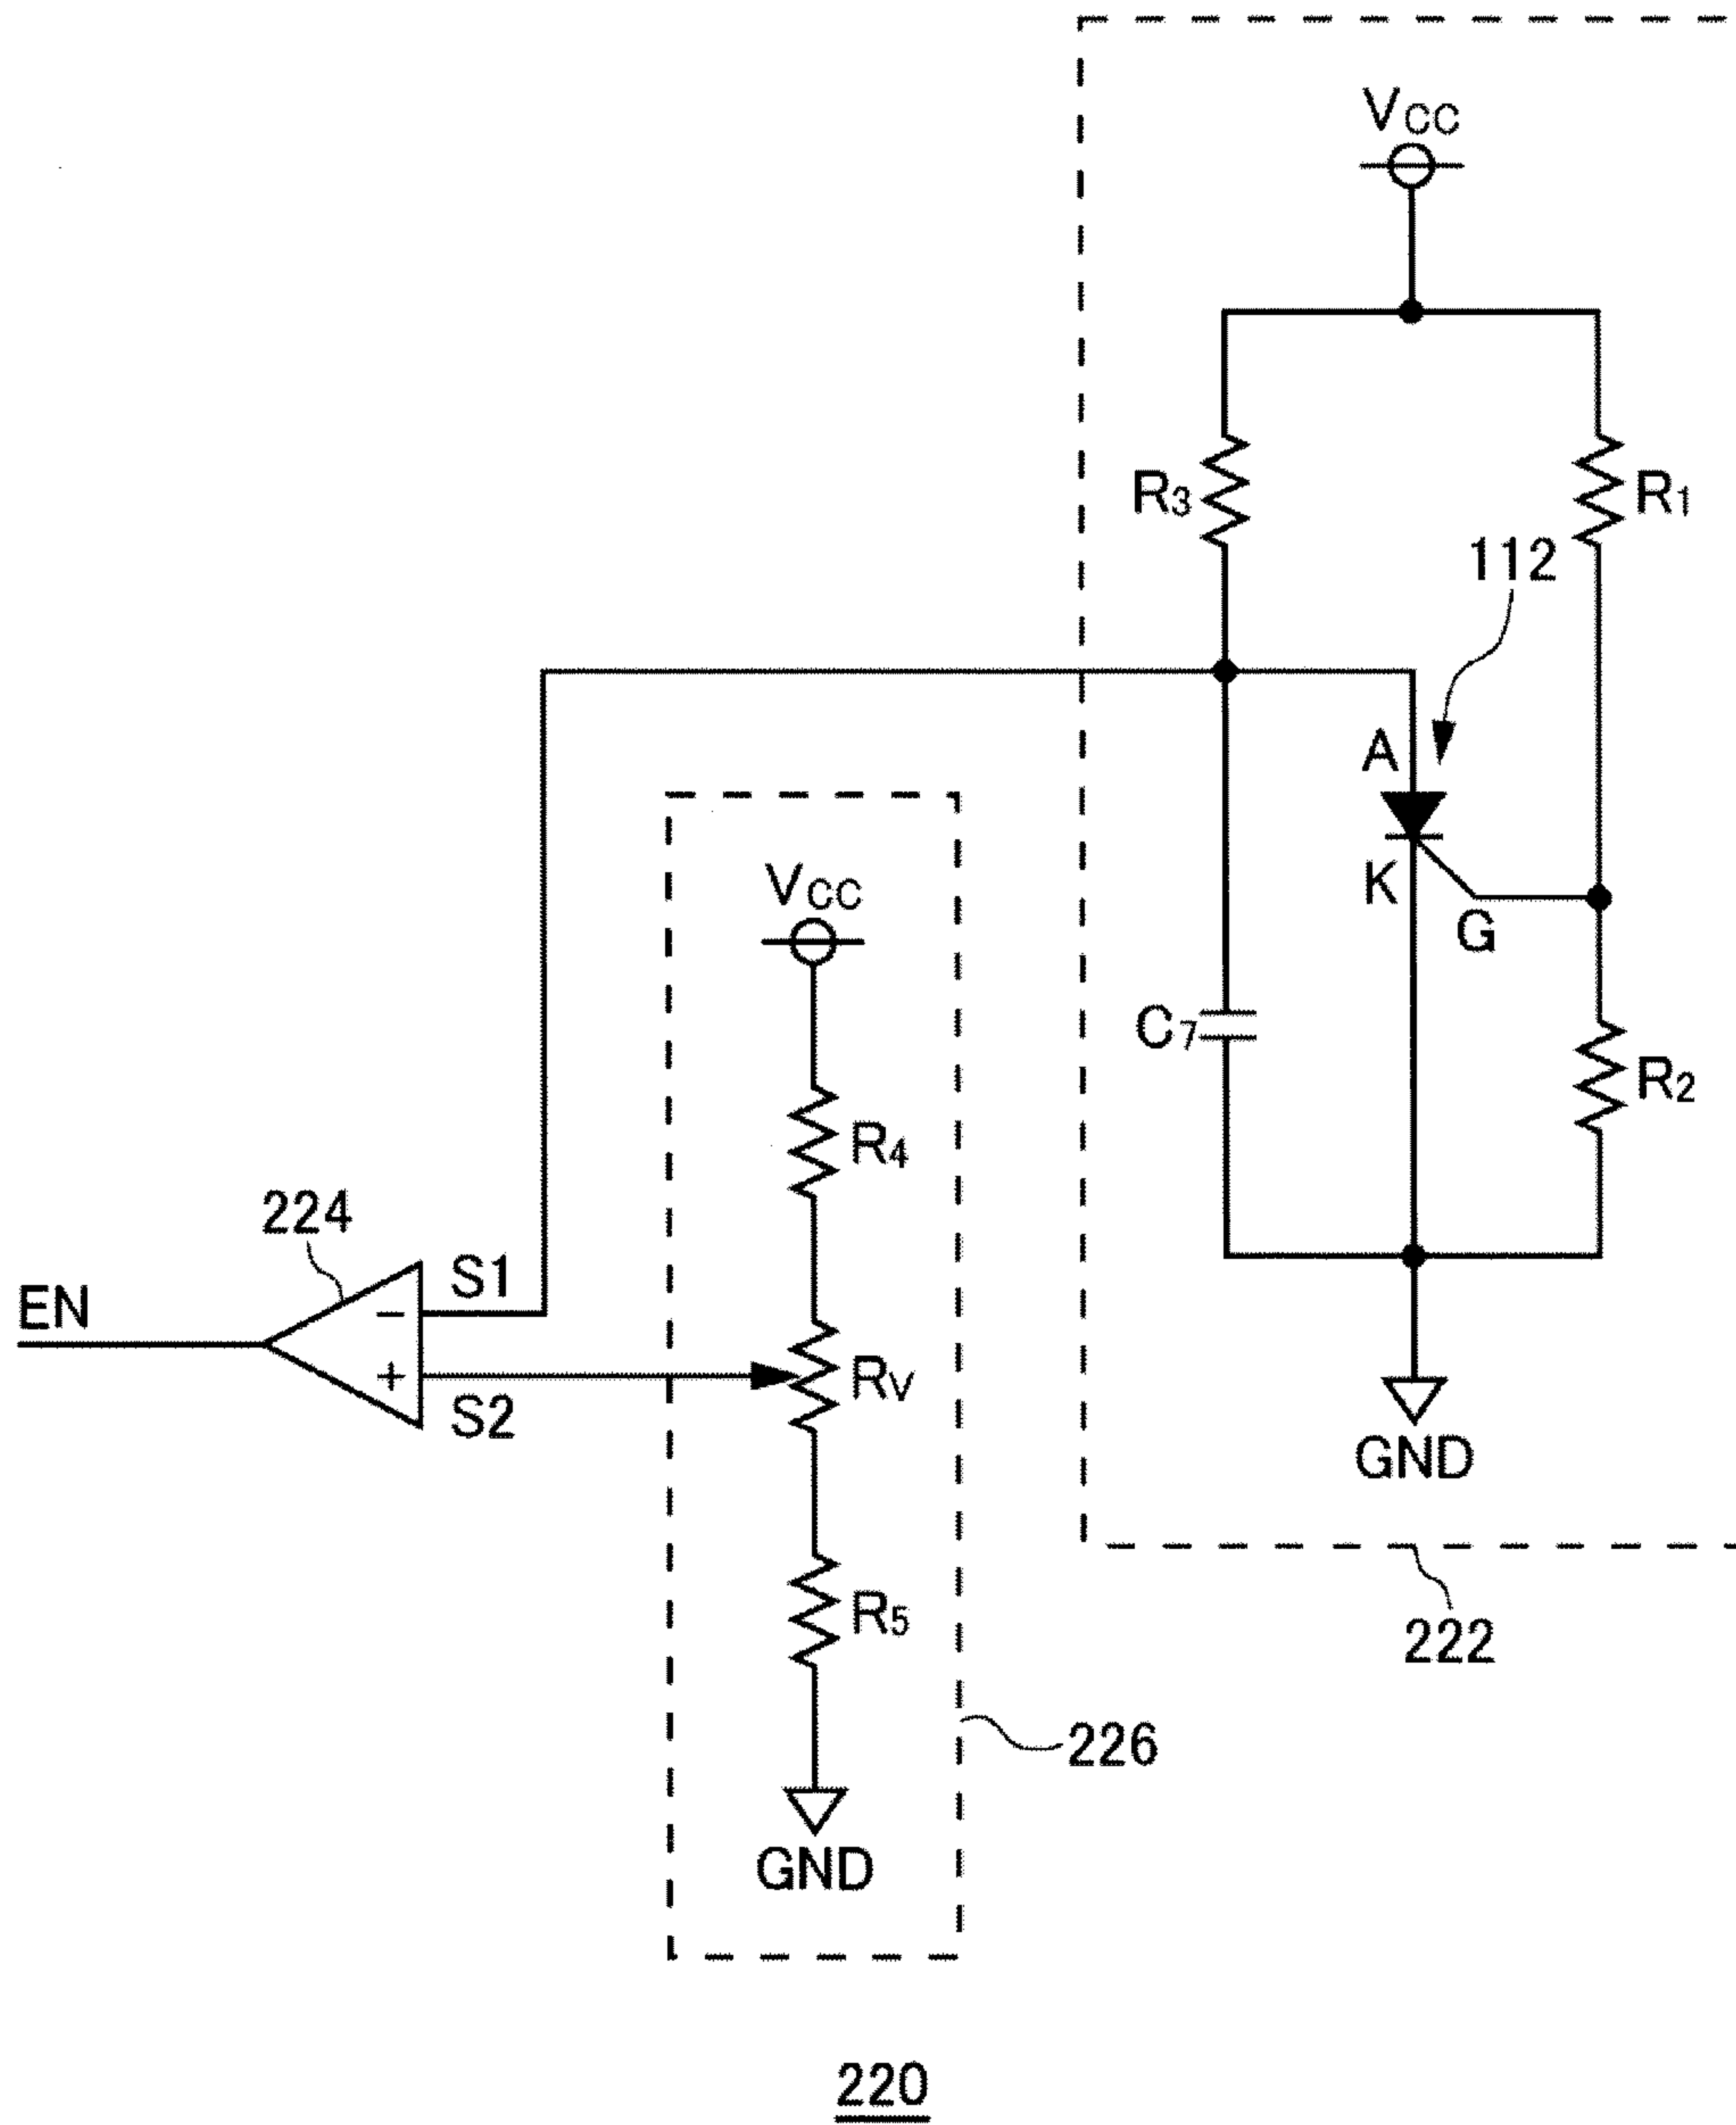 VCC
R3
R1
112
A
K
G
VCC
C7
R2
R4
224
S1
EN
−
+
RV
S2
GND
R5
222
226
GND
220